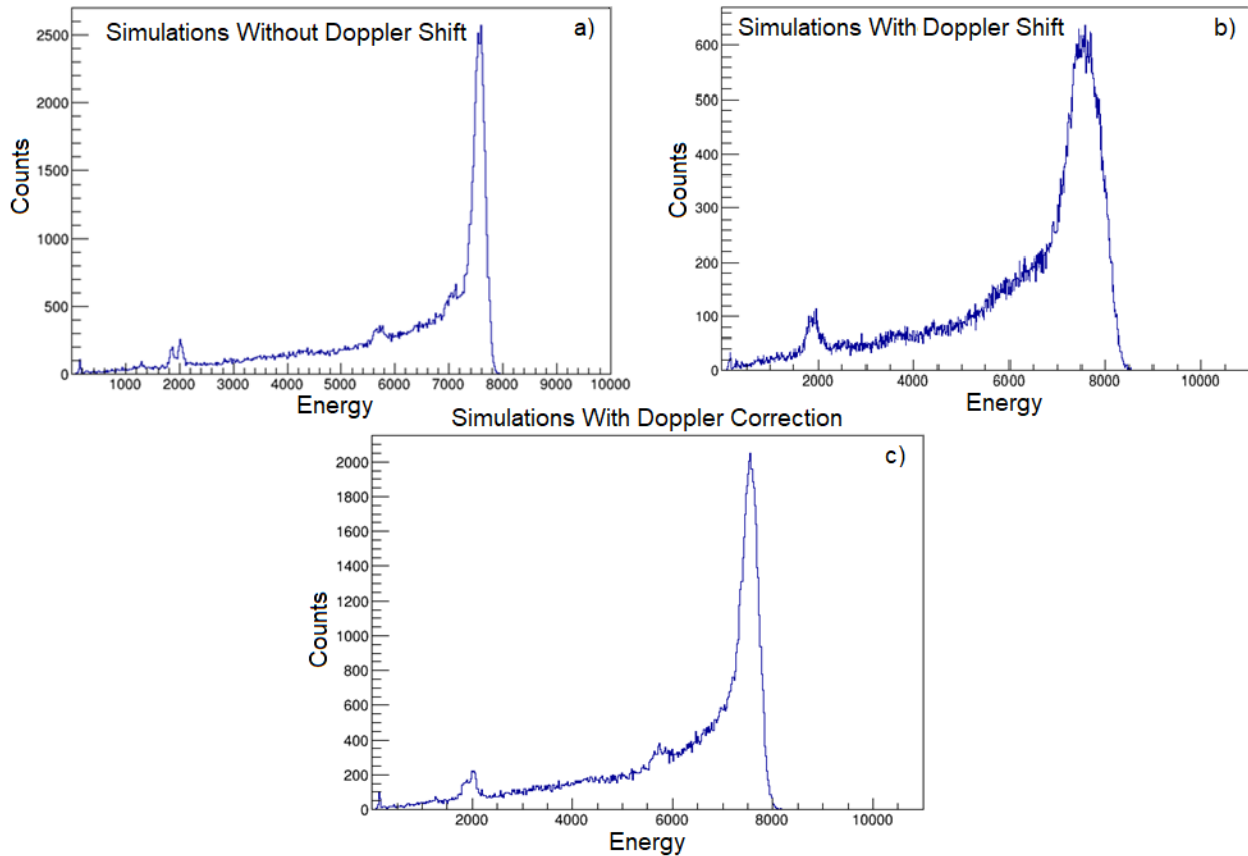 Simulations Without Doppler Shift
a)
2500
2000
1500
1000
500
0
Counts
1000 2000 3000 4000 5000 6000 7000 8000 9000 10000
Energy
Simulations With Doppler Shift
b)
600
500
400
300
200
100
0
Counts
2000 4000 6000 8000 10000
Energy
Simulations With Doppler Correction
c)
2000
1800
1600
1400
1200
1000
800
600
400
200
0
Counts
2000 4000 6000 8000 10000
Energy